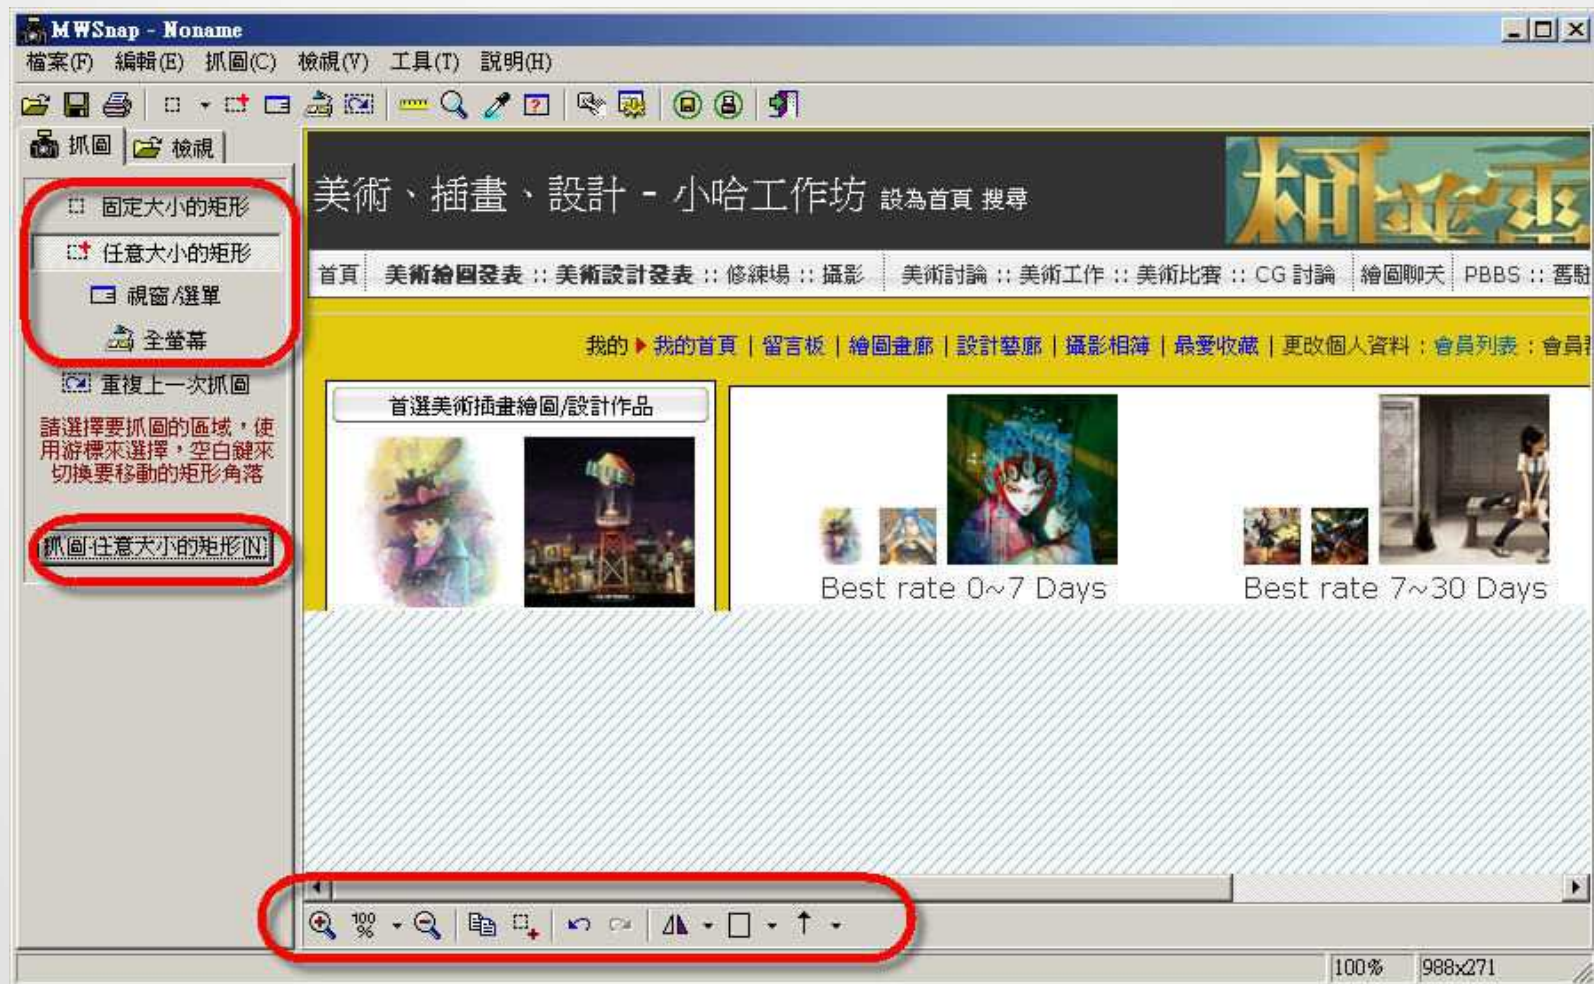 MWSnap - Noname
檔案(F) 編輯(E) 抓圖(C) 檢視(V) 工具(T) 說明(H)
抓圖 檢視
固定大小的矩形
任意大小的矩形
視窗/選單
全螢幕
重複上一次抓圖
請選擇要抓圖的區域，使
用游標來選擇，空白鍵來
切換要移動的矩形角落
抓圖-任意大小的矩形(N)
美術、插畫、設計 - 小哈工作坊 設為首頁 搜尋
首頁 美術繪圖發表 :: 美術設計發表 :: 修練場 :: 攝影 美術討論 :: 美術工作 :: 美術比賽 :: CG 討論 繪圖聊天 PBBS :: 舊
我的 我的首頁 | 留言板 | 繪圖畫廊 | 設計藝廊 | 攝影相簿 | 最愛收藏 | 更改個人資料 : 會員列表 : 會員
首選美術插畫繪圖/設計作品
Best rate 0~7 Days
Best rate 7~30 Days
100%
100% 988x271